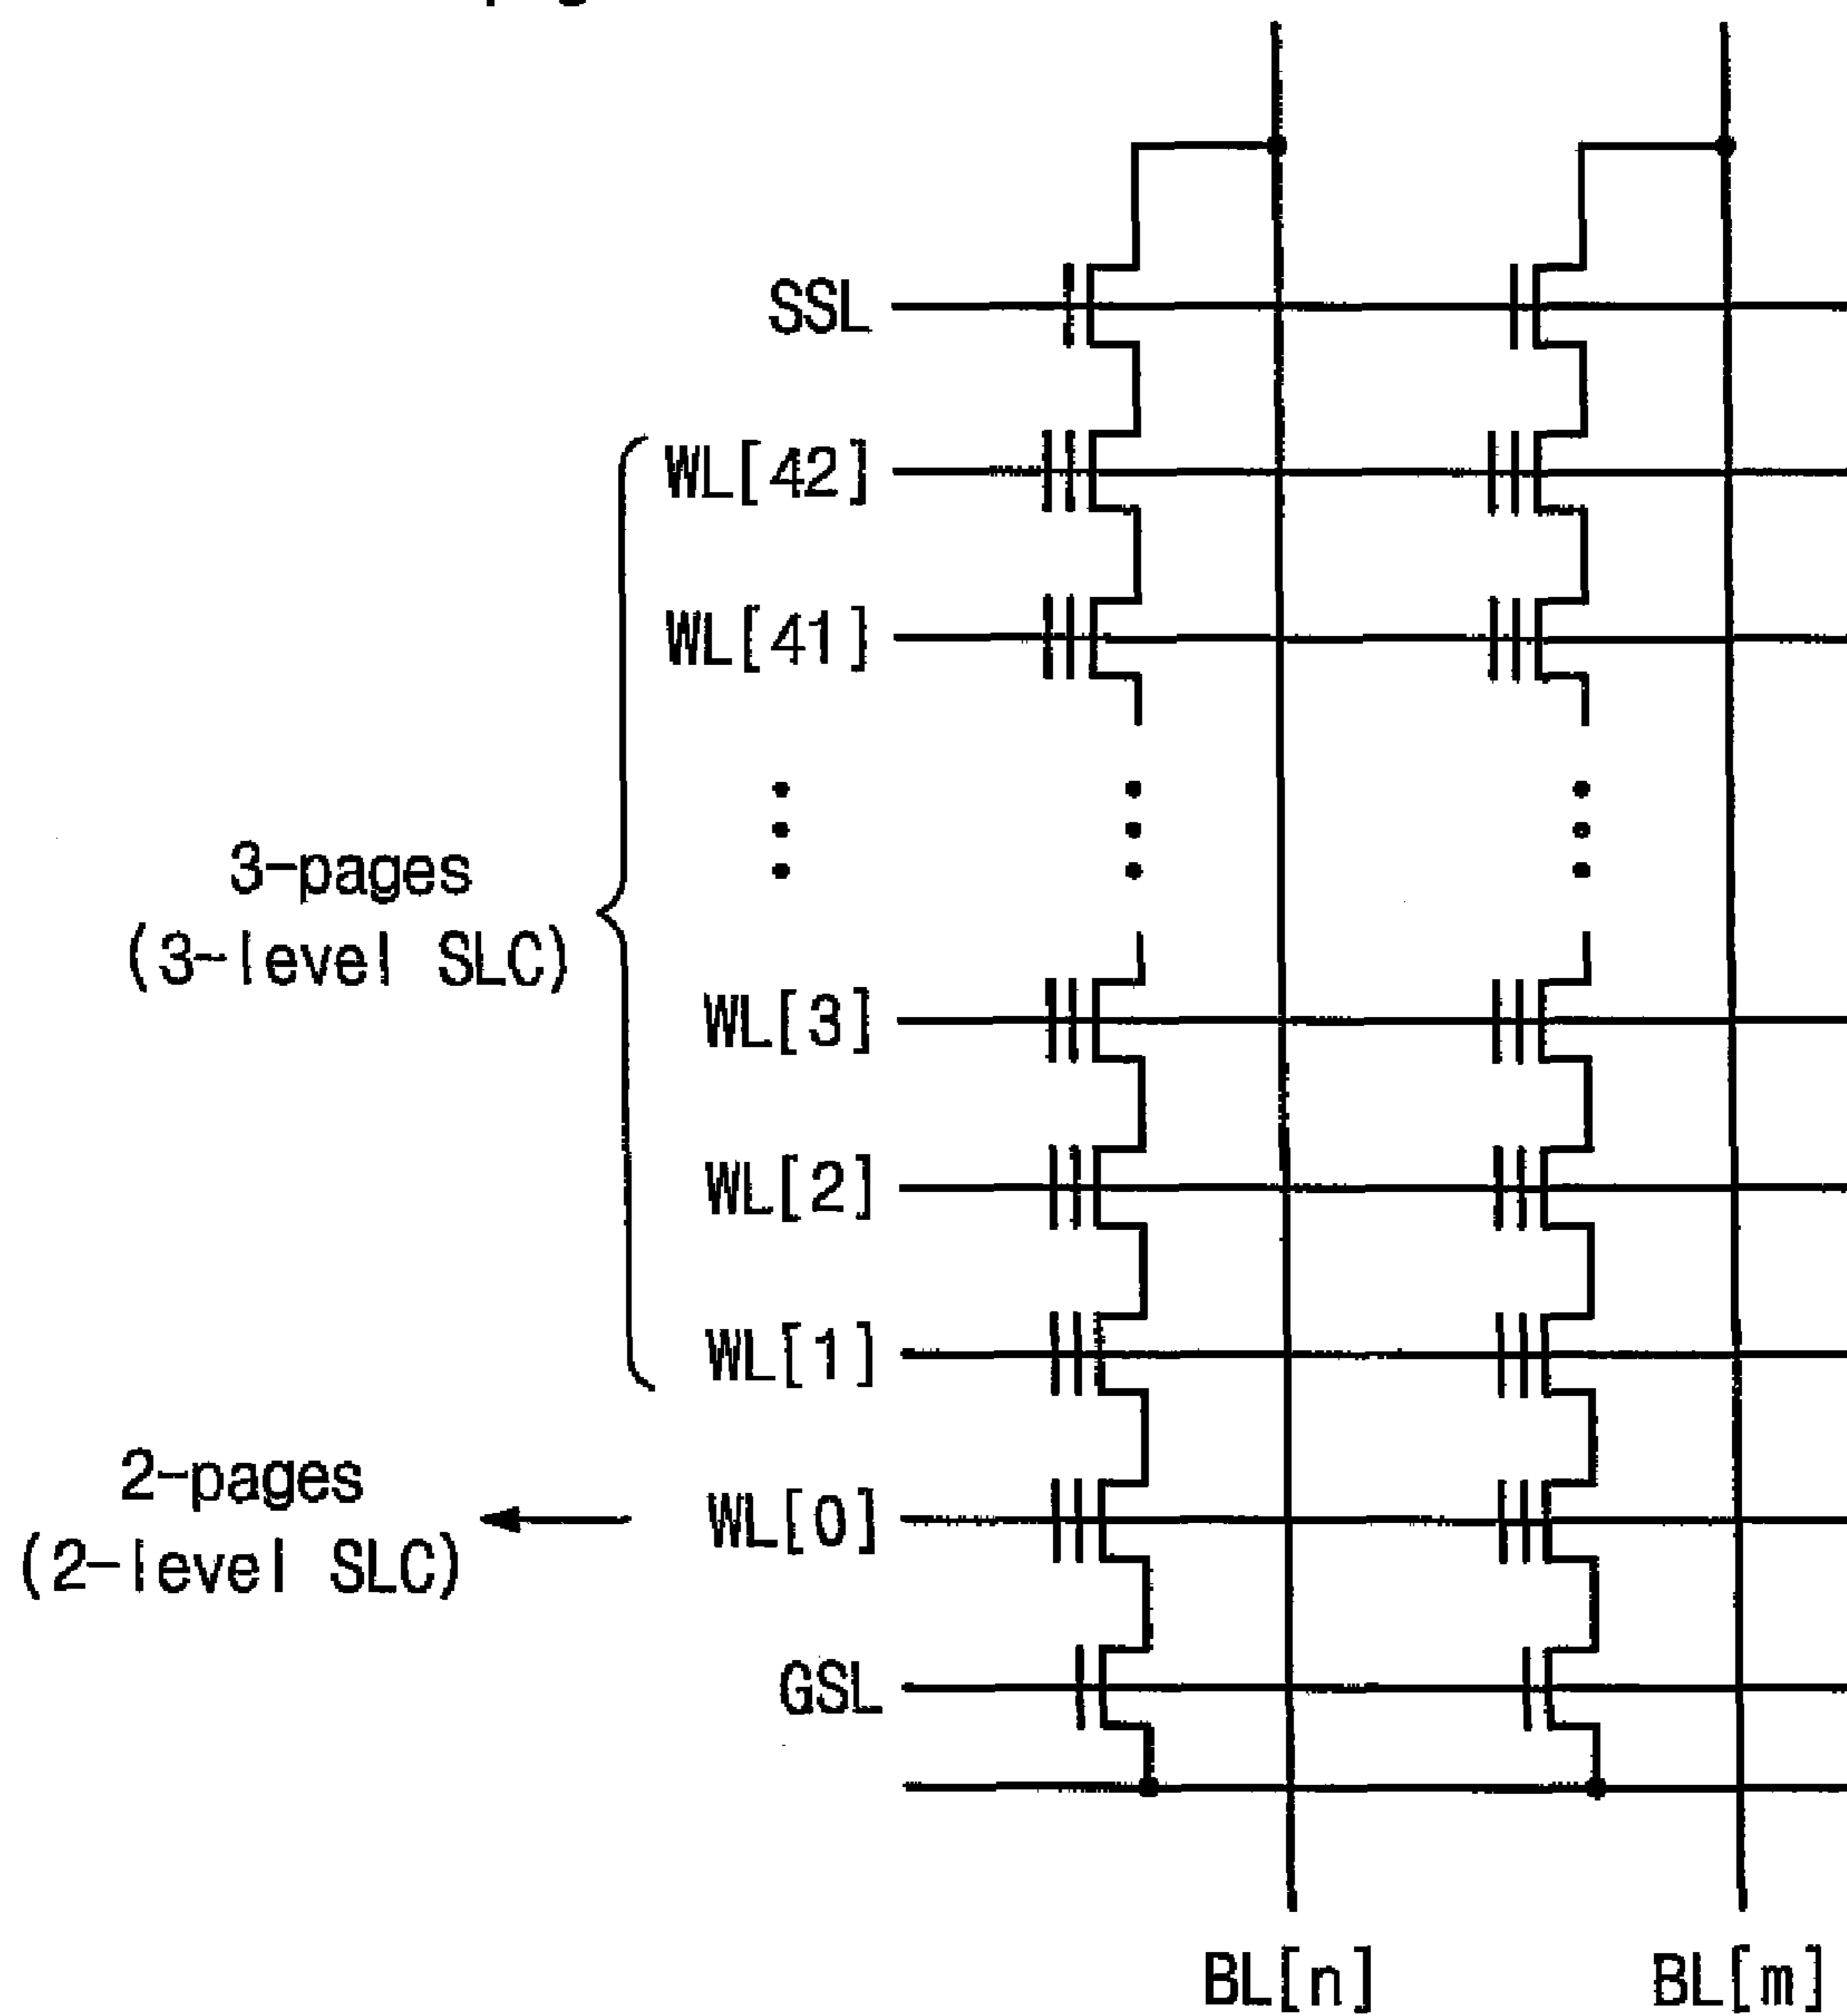 SSL
WL[42]
WL[41]
3-pages
(3-level SLC)
WL[3]
WL[2]
WL[1]
2-pages
(2-level SLC)
WL[0]
GSL
BL[n]
BL[m]